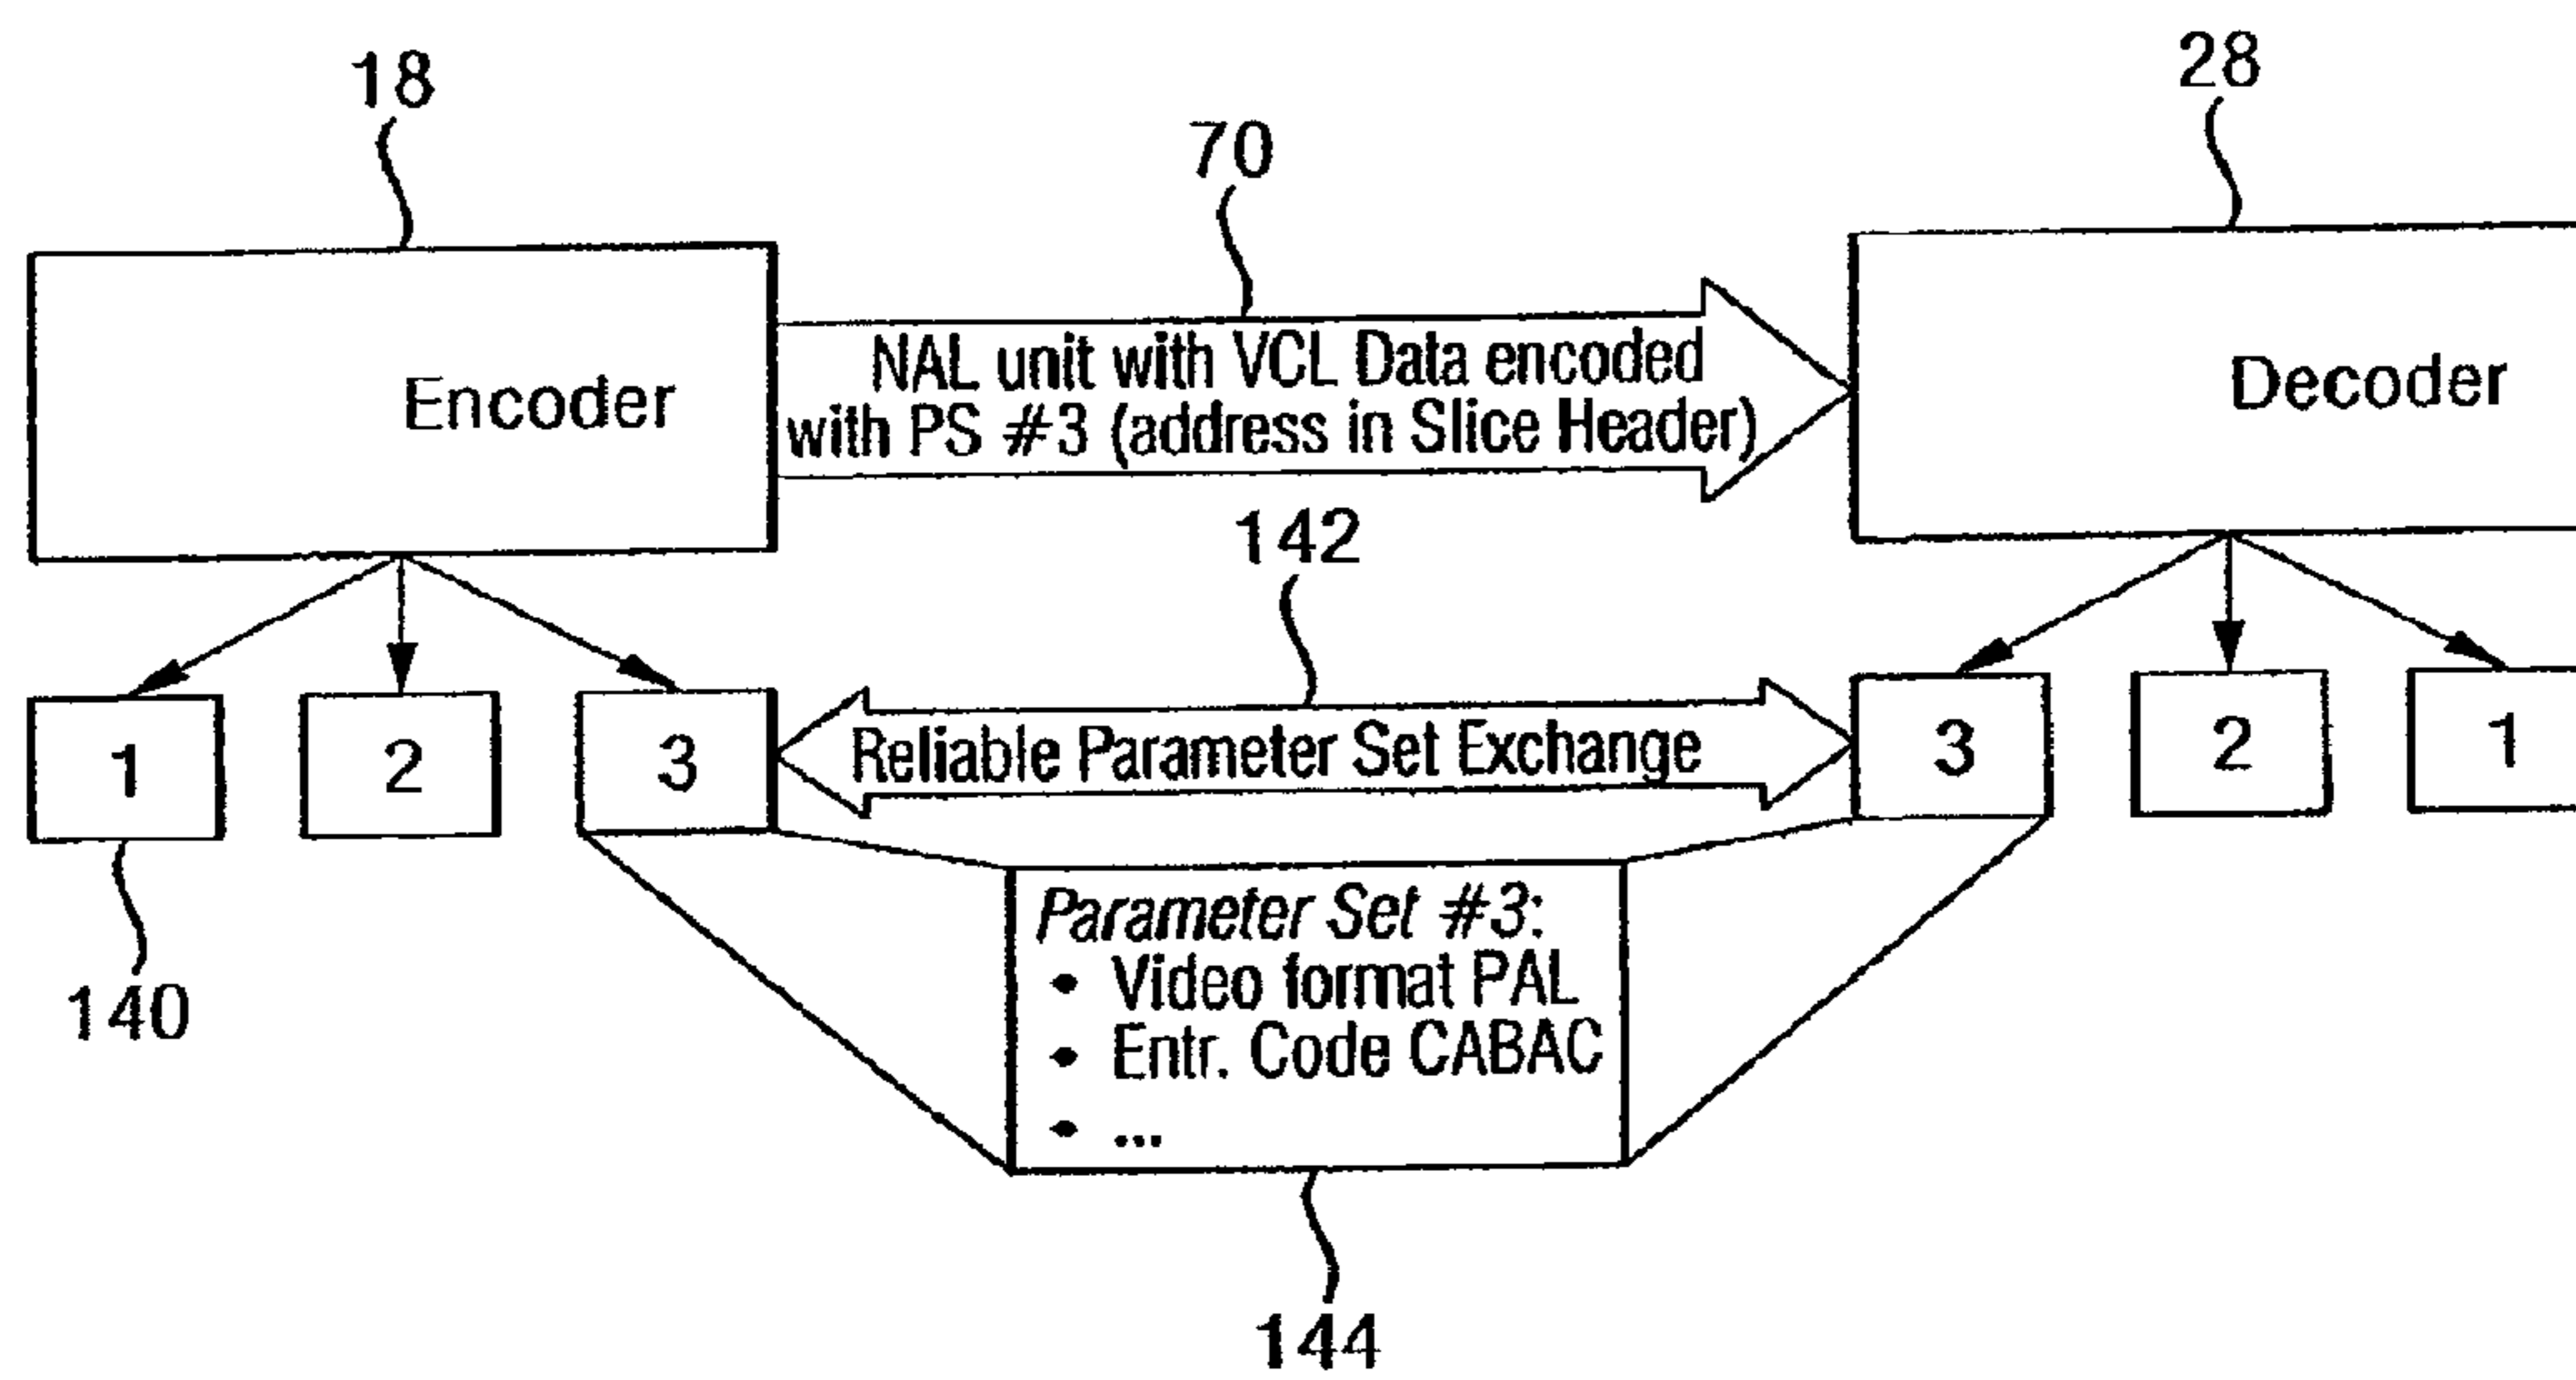 18
28
70
Encoder
NAL unit with VCL Data encoded
with PS #3 (address in Slice Header)
Decoder
142
1
2
3
Reliable Parameter Set Exchange
3
2
1
140
Parameter Set #3:
• Video format PAL
• Entr. Code CABAC
• ...
144